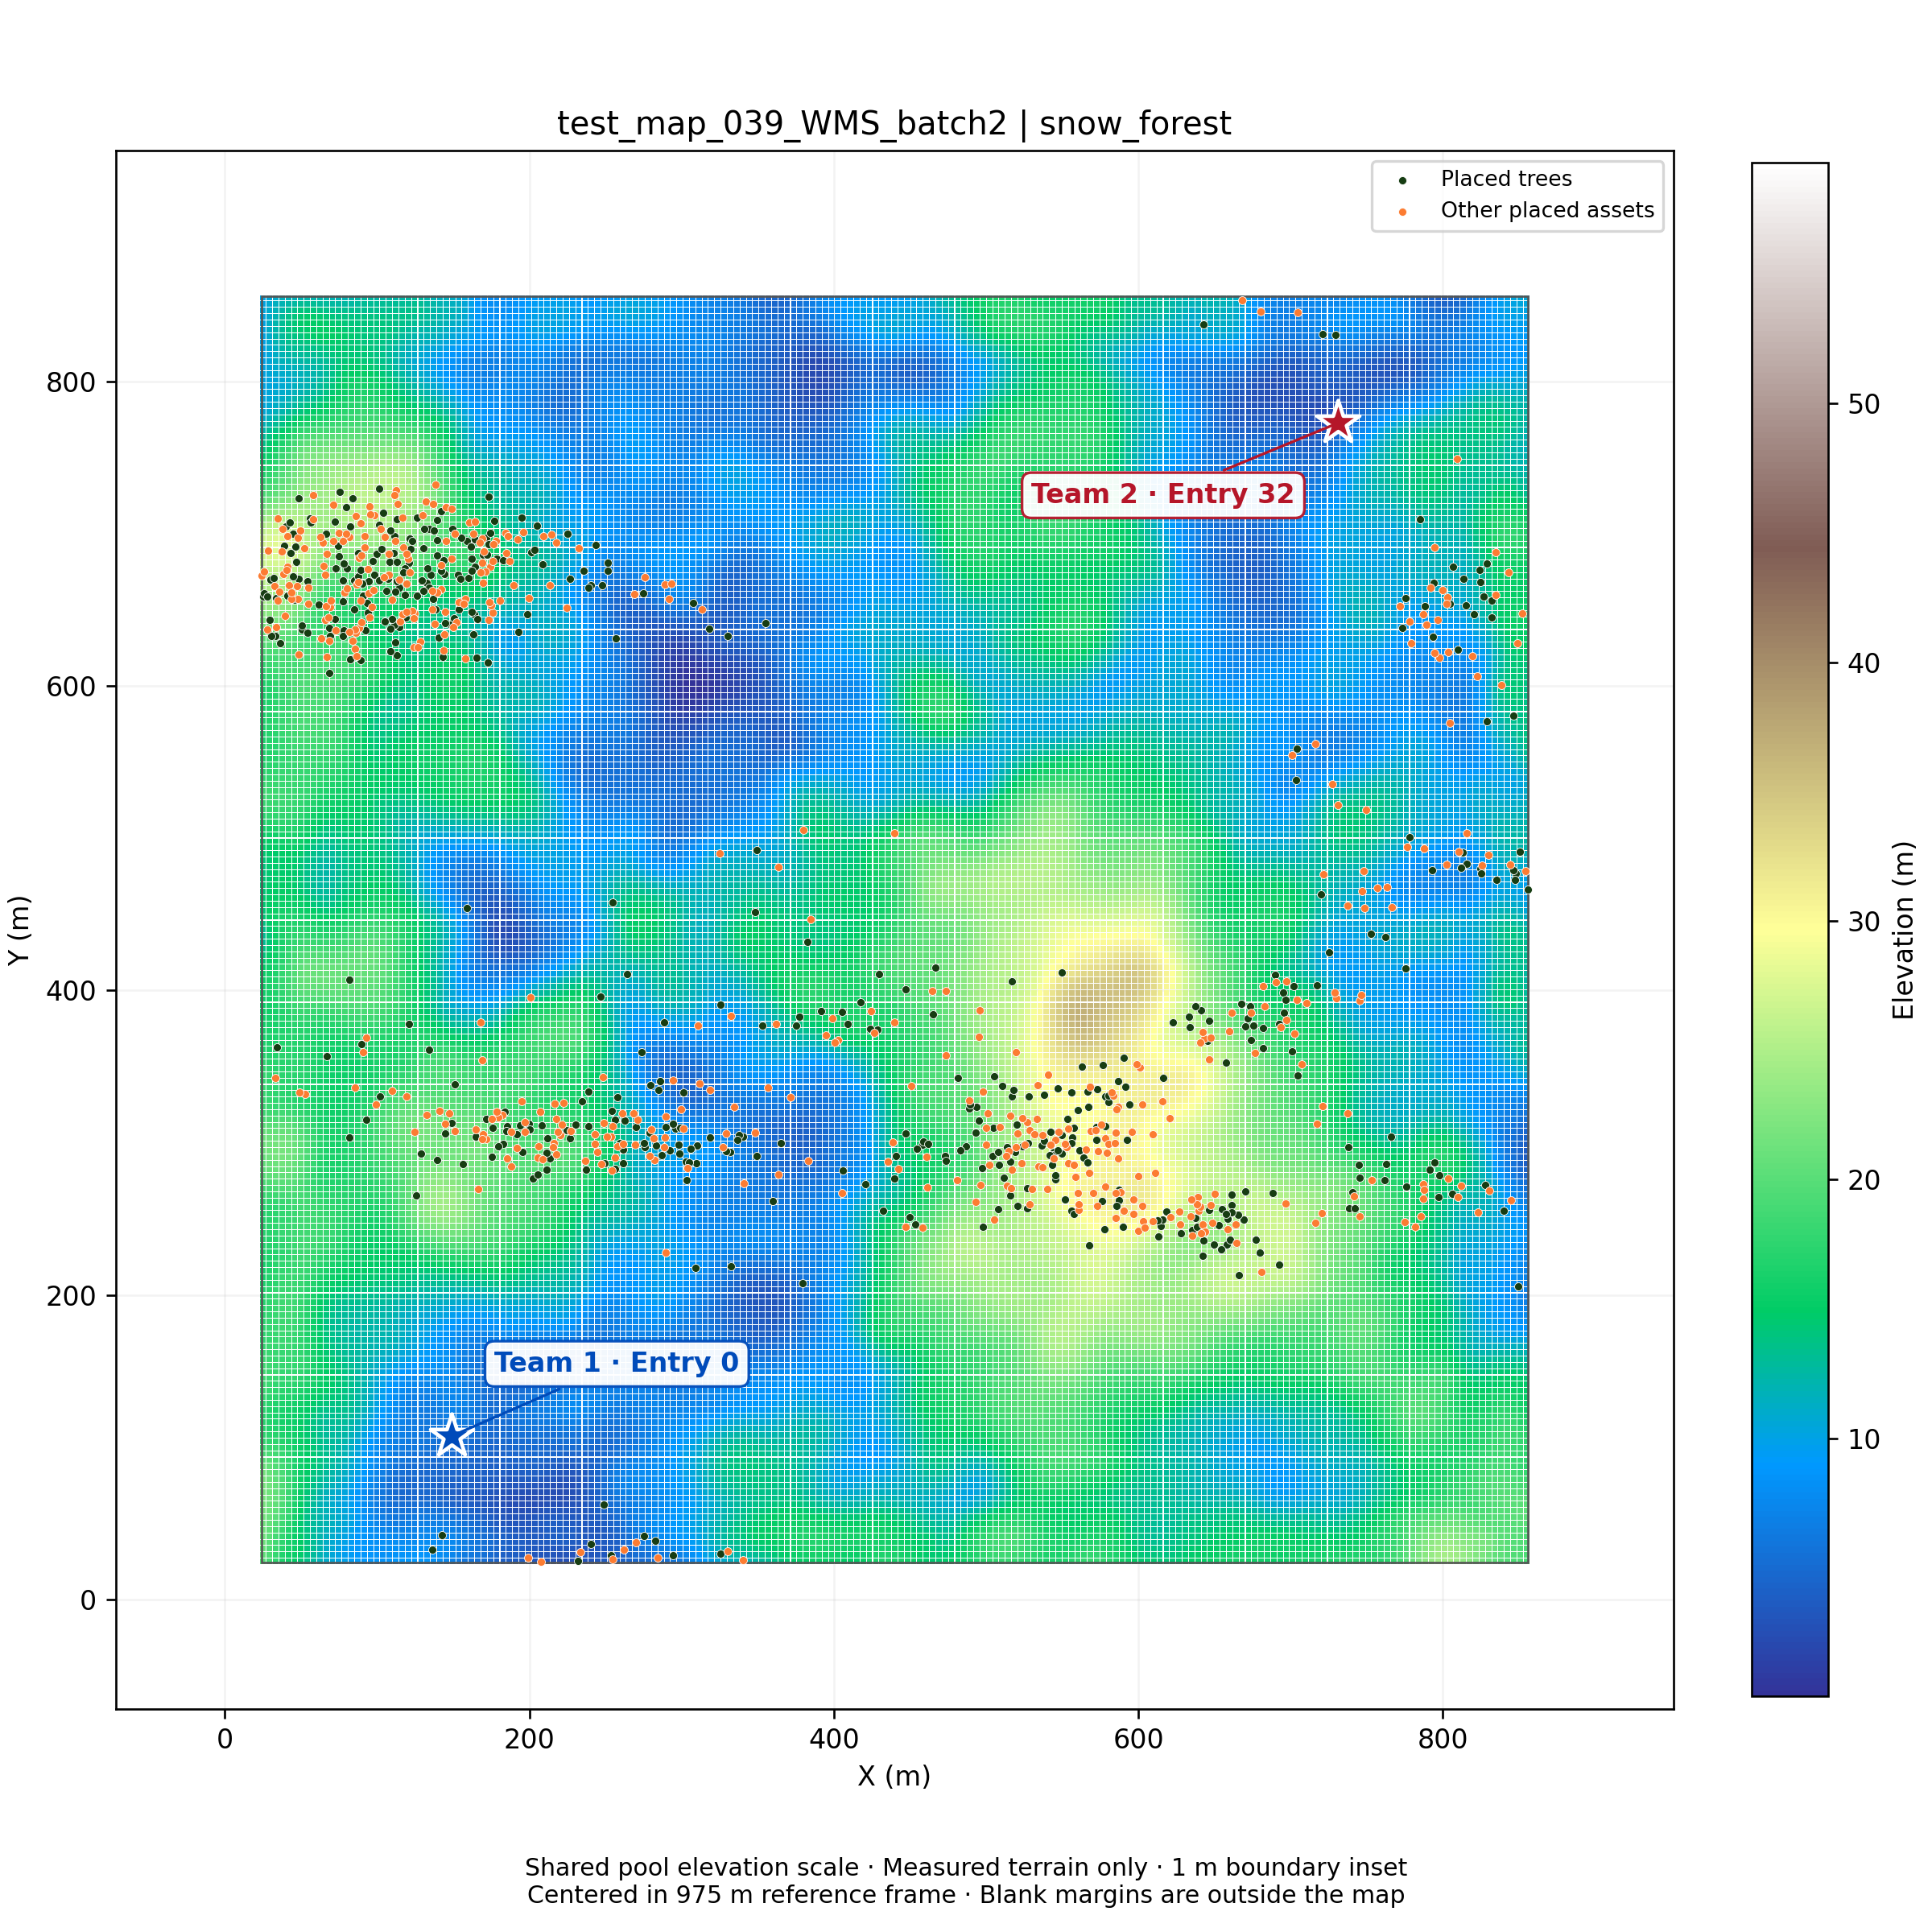 test_map_039_WMS_batch2 | snow_forest
Placed trees
Other placed assets
Team 2 · Entry 32
Team 1 · Entry 0
800
600
400
200
0
Y (m)
0
200
400
600
800
X (m)
50
40
30
20
10
Elevation (m)
Shared pool elevation scale · Measured terrain only · 1 m boundary inset
Centered in 975 m reference frame · Blank margins are outside the map